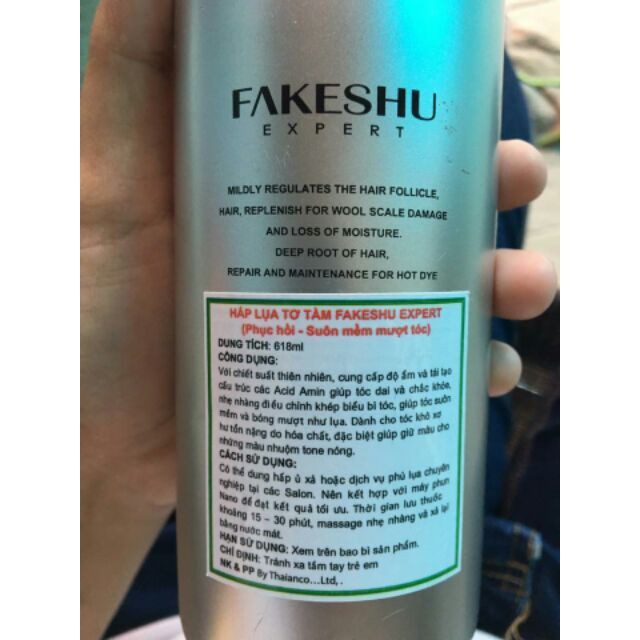 FAKESHU
EXPERT
MILDLY REGULATES THE HAIR FOLLICLE,
HAIR, REPLENISH FOR WOOL SCALE DAMAGE
AND LOSS OF MOISTURE.
DEEP ROOT OF HAIR,
REPAIR AND MAINTENANCE FOR HOT DYE
HẤP LỤA TƠ TẰM FAKESHU EXPERT
(Phục hồi - Suôn mềm mượt tóc)
DUNG TÍCH: 618ml
CÔNG DỤNG:
Với chiết suất thiên nhiên, cung cấp độ ẩm và tái tạo
cấu trúc các Acid Amin giúp tóc dai và chắc khỏe,
nhẹ nhàng điều chỉnh khép biểu bì tóc, giúp tóc suôn
mềm và bóng mượt như lụa. Dành cho tóc khô xơ
hư tổn nặng do hóa chất, đặc biệt giúp giữ màu cho
những màu nhuộm tone nóng.
CÁCH SỬ DỤNG:
Có thể dung hấp ủ xả hoặc dịch vụ phủ lụa chuyên
nghiệp tại các Salon. Nên kết hợp với máy phun
Nano để đạt kết quả tối ưu. Thời gian lưu thuốc
khoảng 15 – 30 phút, massage nhẹ nhàng và xả lại
bằng nước mát.
HẠN SỬ DỤNG: Xem trên bao bì sản phẩm.
CHỈ ĐỊNH: Tránh xa tầm tay trẻ em
NK & PP By Thaianco...Ltd, .